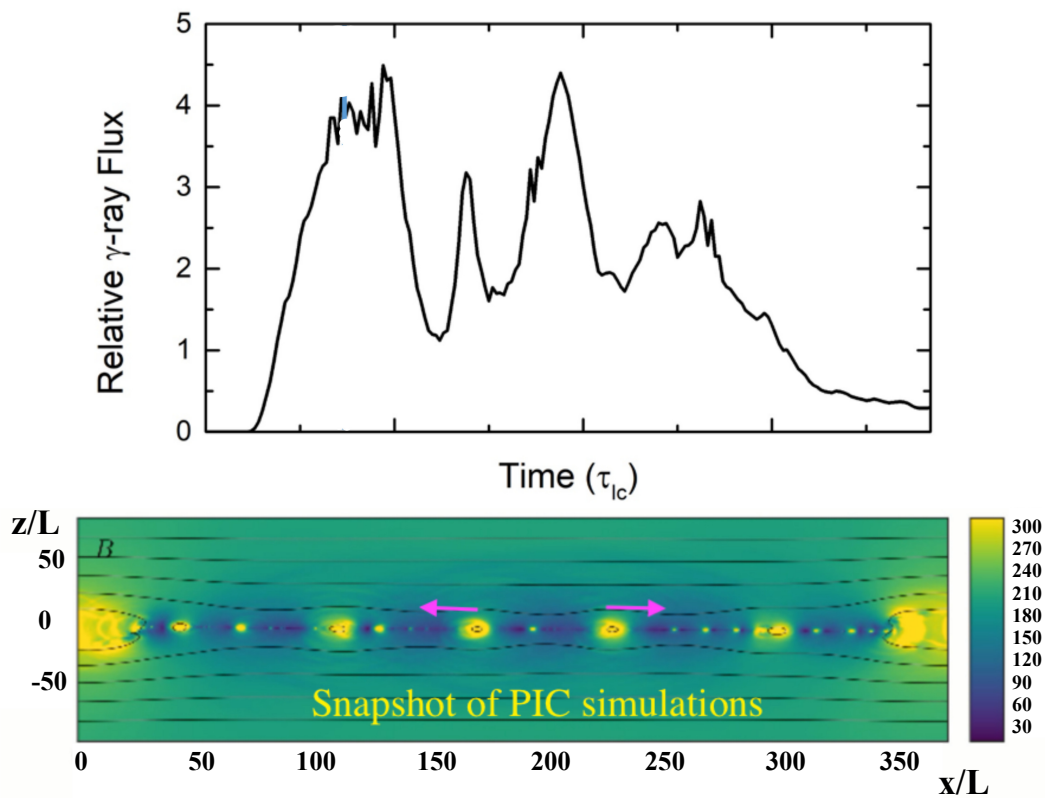 5
4
3
2
1
0
Relative γ-ray Flux
Time (τlc)
z/L
50
0
-50
B
Snapshot of PIC simulations
300
270
240
210
180
150
120
90
60
30
0 50 100 150 200 250 300 350
x/L